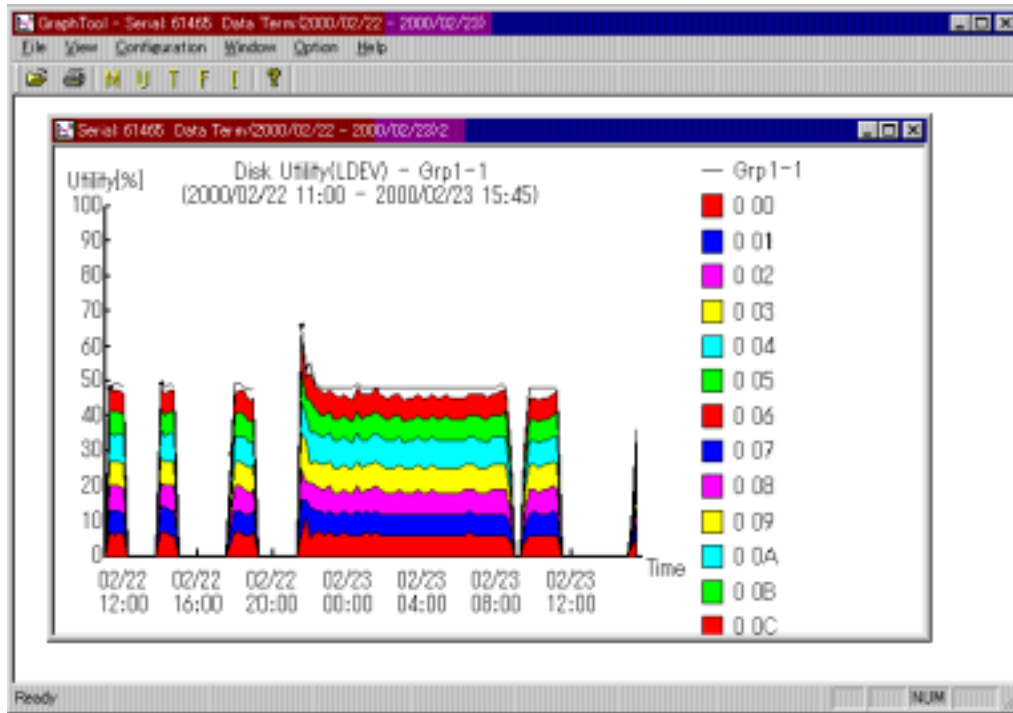 GraphTool - Serial: 61465 Data Term:(2000/02/22 - 2000/02/23)
File View Configuration Window Option Help
M U T F I ?
Serial: 61465 Data Term:(2000/02/22 - 2000/02/23):2
Disk Utility(LDEV) - Grp1-1
(2000/02/22 11:00 - 2000/02/23 15:45)
Utility[%]
100
90
80
70
60
50
40
30
20
10
0
02/22 12:00
02/22 16:00
02/22 20:00
02/23 00:00
02/23 04:00
02/23 08:00
02/23 12:00
Time
Grp1-1
0 00
0 01
0 02
0 03
0 04
0 05
0 06
0 07
0 08
0 09
0 0A
0 0B
0 0C
Ready
NUM